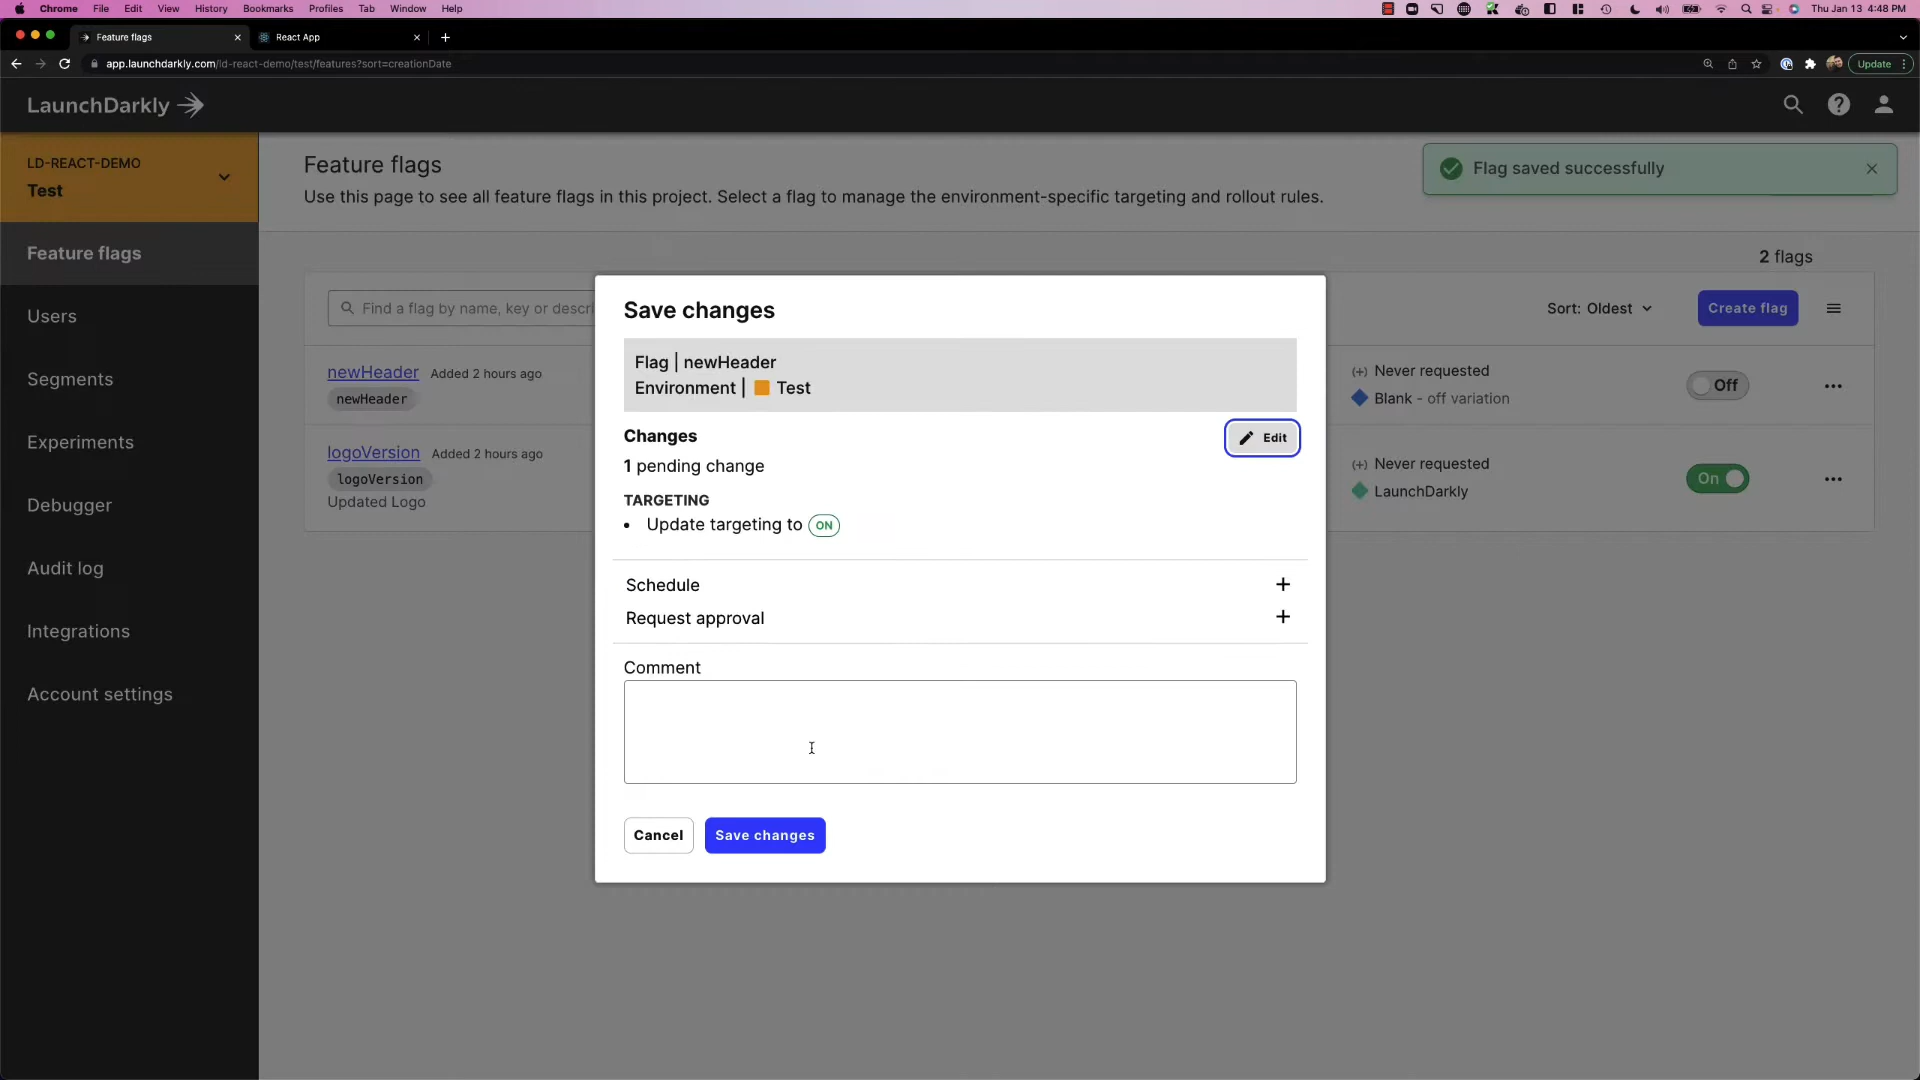 Chrome File Edit View History Bookmarks Profiles Tab Window Help Thu Jan 13 4:48 PM
Feature flags React App
app.launchdarkly.com/ld-react-demo/test/features?sort=creationDate Update
LaunchDarkly
LD-REACT-DEMO
Test
Feature flags
Users
Segments
Experiments
Debugger
Audit log
Integrations
Account settings
Feature flags
Use this page to see all feature flags in this project. Select a flag to manage the environment-specific targeting and rollout rules.
Flag saved successfully
2 flags
Find a flag by name, key or descri
Sort: Oldest
Create flag
newHeader Added 2 hours ago
newHeader
(+) Never requested
Blank - off variation
Off
logoVersion Added 2 hours ago
logoVersion
Updated Logo
(+) Never requested
LaunchDarkly
On
Save changes
Flag | newHeader
Environment | Test
Changes
Edit
1 pending change
TARGETING
• Update targeting to ON
Schedule +
Request approval +
Comment
Cancel
Save changes